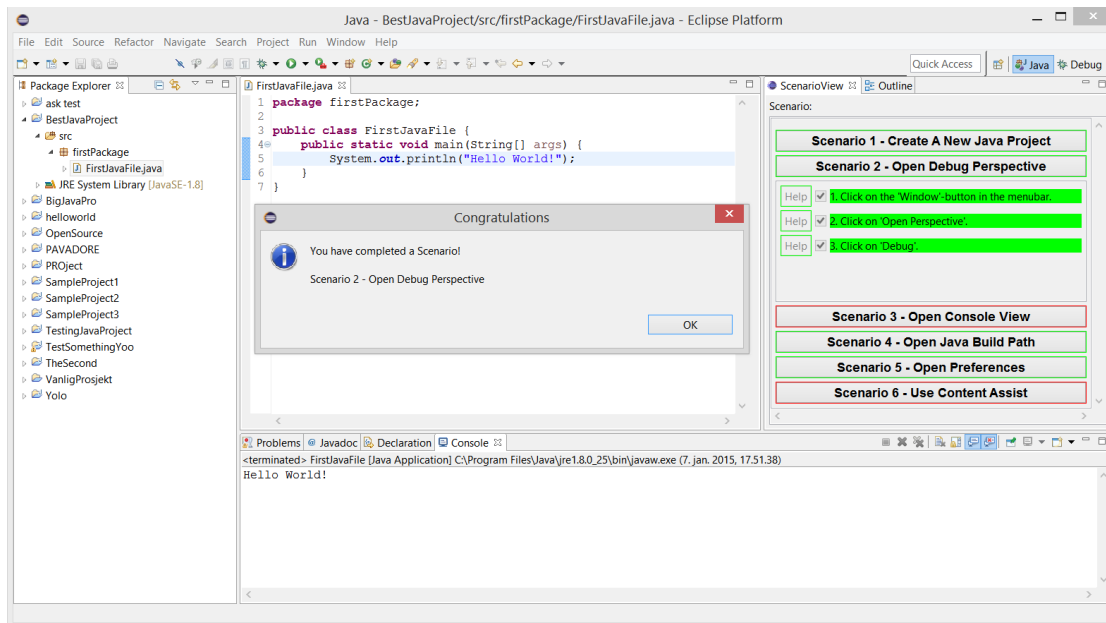 Java - BestJavaProject/src/firstPackage/FirstJavaFile.java - Eclipse Platform
File Edit Source Refactor Navigate Search Project Run Window Help
Quick Access Java Debug
Package Explorer
ask test
BestJavaProject
src
firstPackage
FirstJavaFile.java
JRE System Library [JavaSE-1.8]
BigJavaPro
helloworld
OpenSource
PAVADORE
PROject
SampleProject1
SampleProject2
SampleProject3
TestingJavaProject
TestSomethingYoo
TheSecond
VanligProsjekt
Yolo
FirstJavaFile.java
1 package firstPackage;
2
3 public class FirstJavaFile {
4 public static void main(String[] args) {
5 System.out.println("Hello World!");
6 }
7 }
Congratulations
You have completed a Scenario!
Scenario 2 - Open Debug Perspective
OK
ScenarioView Outline
Scenario:
Scenario 1 - Create A New Java Project
Scenario 2 - Open Debug Perspective
Help 1. Click on the 'Window'-button in the menubar.
Help 2. Click on 'Open Perspective'.
Help 3. Click on 'Debug'.
Scenario 3 - Open Console View
Scenario 4 - Open Java Build Path
Scenario 5 - Open Preferences
Scenario 6 - Use Content Assist
Problems Javadoc Declaration Console
<terminated> FirstJavaFile [Java Application] C:\Program Files\Java\jre1.8.0_25\bin\javaw.exe (7. jan. 2015, 17.51.38)
Hello World!